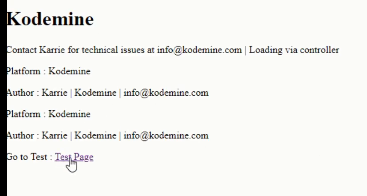 Kodemine
Contact Karrie for technical issues at info@kodemine.com | Loading via controller
Platform : Kodemine
Author : Karrie | Kodemine | info@kodemine.com
Platform : Kodemine
Author : Karrie | Kodemine | info@kodemine.com
Go to Test : Test Page